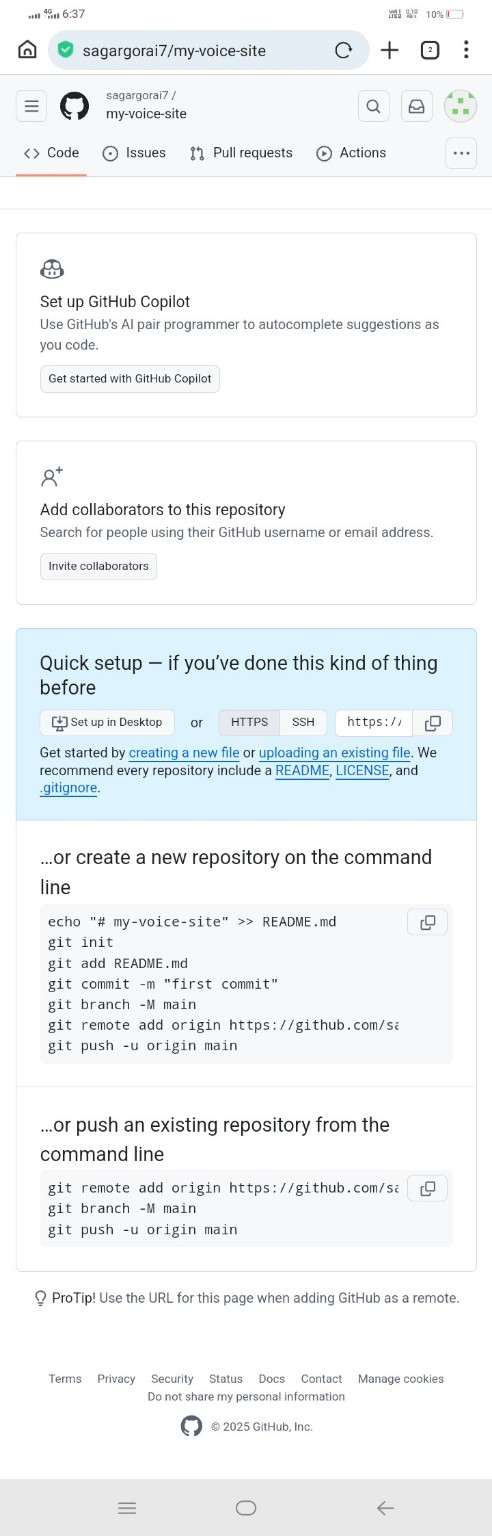 4G 6:37 10%
sagargorai7/my-voice-site 2
sagargorai7 /
my-voice-site
Code Issues Pull requests Actions
Set up GitHub Copilot
Use GitHub's AI pair programmer to autocomplete suggestions as
you code.
Get started with GitHub Copilot
Add collaborators to this repository
Search for people using their GitHub username or email address.
Invite collaborators
Quick setup — if you’ve done this kind of thing
before
Set up in Desktop or HTTPS SSH https:/
Get started by creating a new file or uploading an existing file. We
recommend every repository include a README, LICENSE, and
.gitignore.
…or create a new repository on the command
line
echo "# my-voice-site" >> README.md
git init
git add README.md
git commit -m "first commit"
git branch -M main
git remote add origin https://github.com/sa
git push -u origin main
…or push an existing repository from the
command line
git remote add origin https://github.com/sa
git branch -M main
git push -u origin main
ProTip! Use the URL for this page when adding GitHub as a remote.
Terms Privacy Security Status Docs Contact Manage cookies
Do not share my personal information
© 2025 GitHub, Inc.